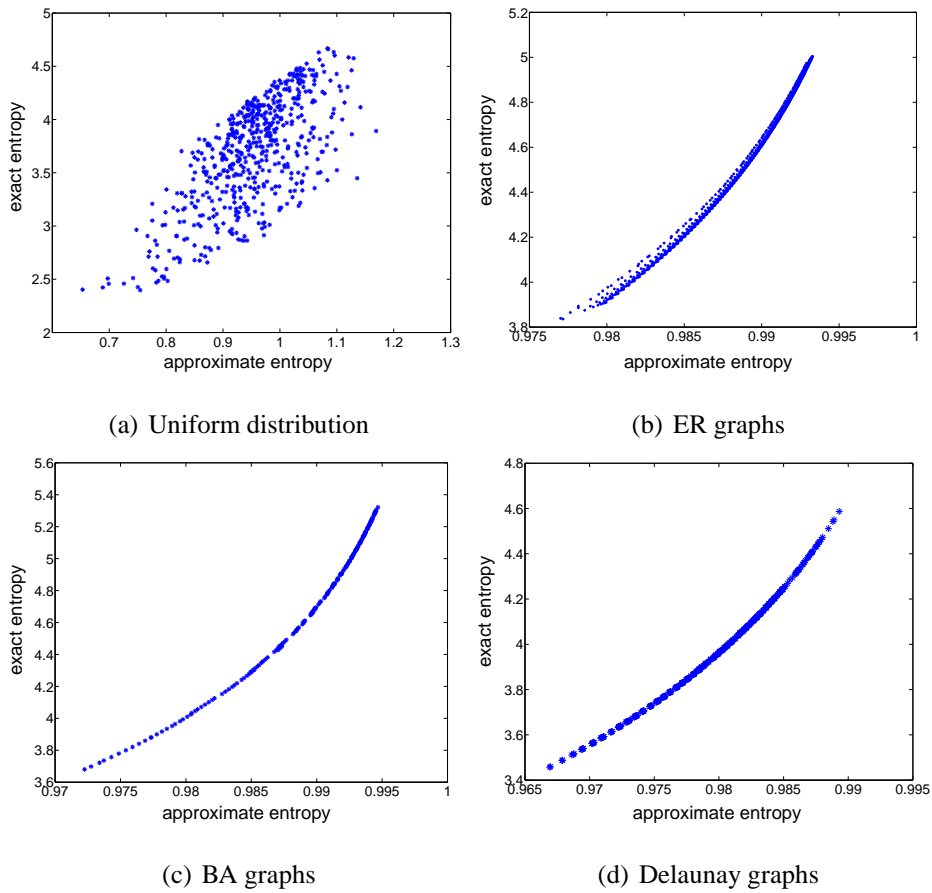 5
4.5
4
3.5
3
2.5
2
0.7 0.8 0.9 1 1.1 1.2 1.3
exact entropy
approximate entropy
(a) Uniform distribution
5.2
5
4.8
4.6
4.4
4.2
4
3.8
0.975 0.98 0.985 0.99 0.995 1
exact entropy
approximate entropy
(b) ER graphs
5.6
5.4
5.2
5
4.8
4.6
4.4
4.2
4
3.8
3.6
0.97 0.975 0.98 0.985 0.99 0.995 1
exact entropy
approximate entropy
(c) BA graphs
4.8
4.6
4.4
4.2
4
3.8
3.6
3.4
0.965 0.97 0.975 0.98 0.985 0.99 0.995
exact entropy
approximate entropy
(d) Delaunay graphs